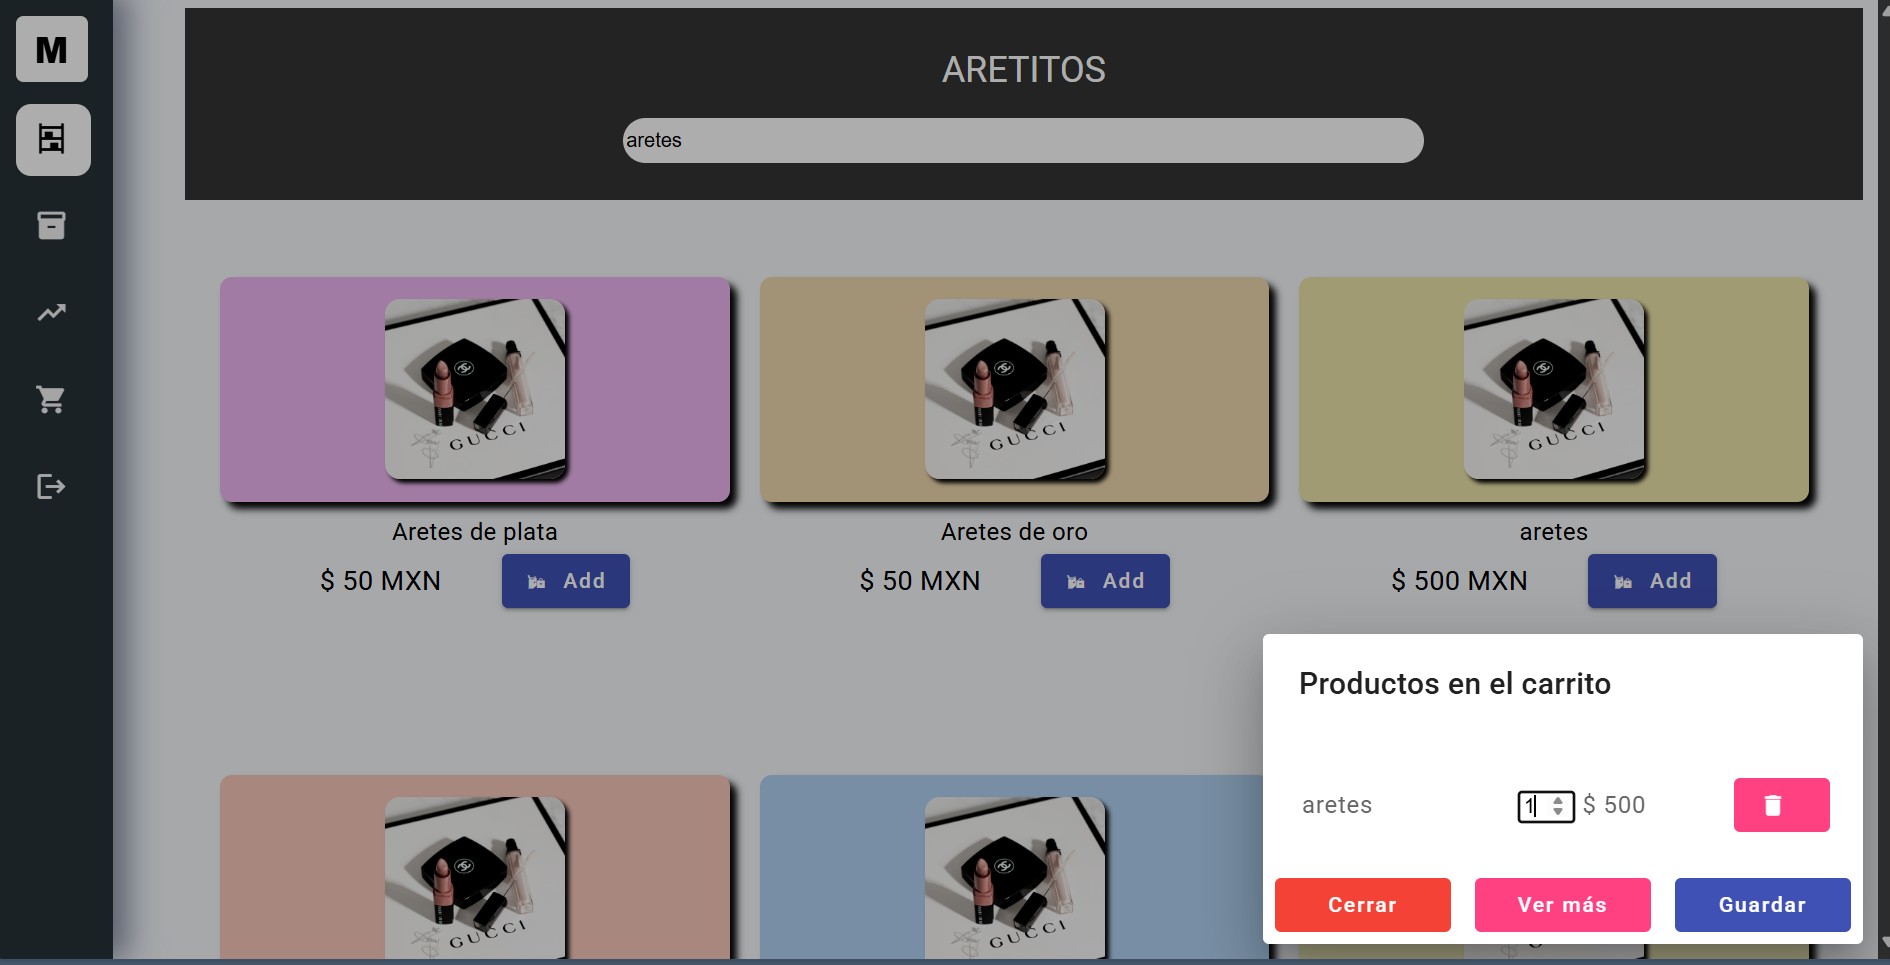 M
ARETITOS
aretes
GUCCI
GUCCI
GUCCI
Aretes de plata
Aretes de oro
aretes
$ 50 MXN
Add
$ 50 MXN
Add
$ 500 MXN
Add
Productos en el carrito
aretes
1
$ 500
Cerrar
Ver más
Guardar
GUCCI
GUCCI